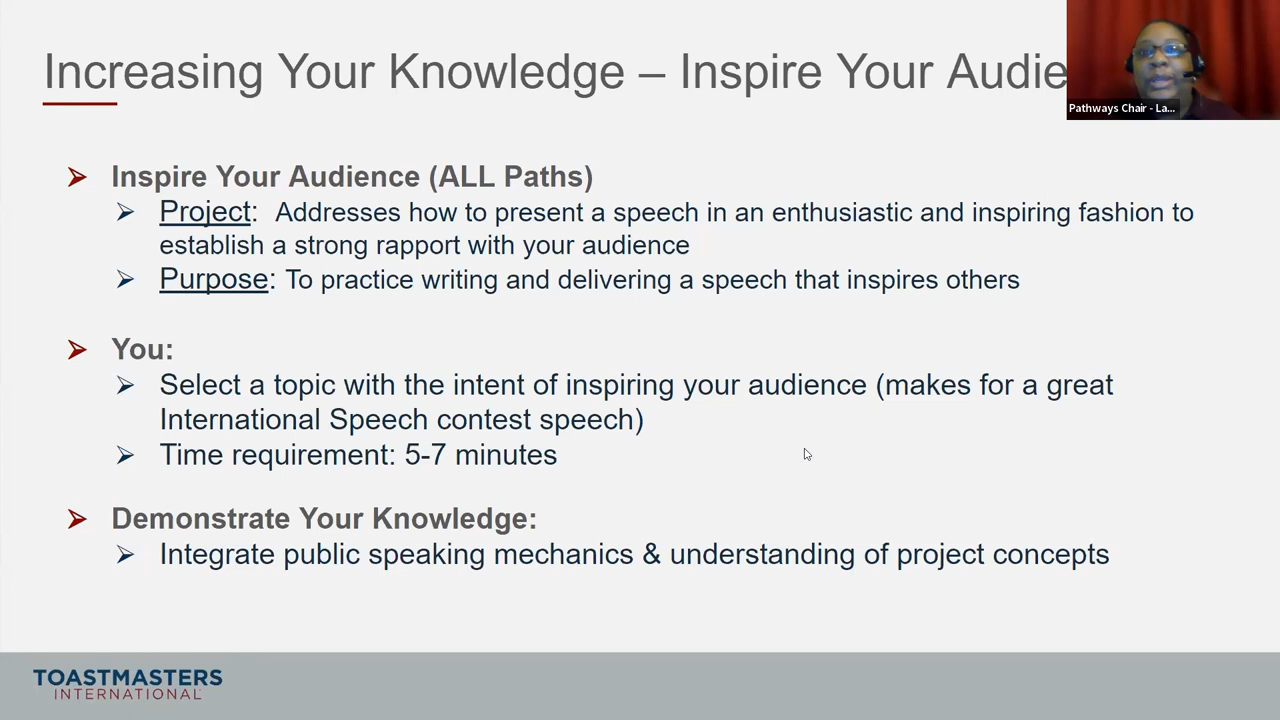 Increasing Your Knowledge – Inspire Your Audie
Pathways Chair - La...
Inspire Your Audience (ALL Paths)
Project: Addresses how to present a speech in an enthusiastic and inspiring fashion to
establish a strong rapport with your audience
Purpose: To practice writing and delivering a speech that inspires others
You:
Select a topic with the intent of inspiring your audience (makes for a great
International Speech contest speech)
Time requirement: 5-7 minutes
Demonstrate Your Knowledge:
Integrate public speaking mechanics & understanding of project concepts
TOASTMASTERS
INTERNATIONAL